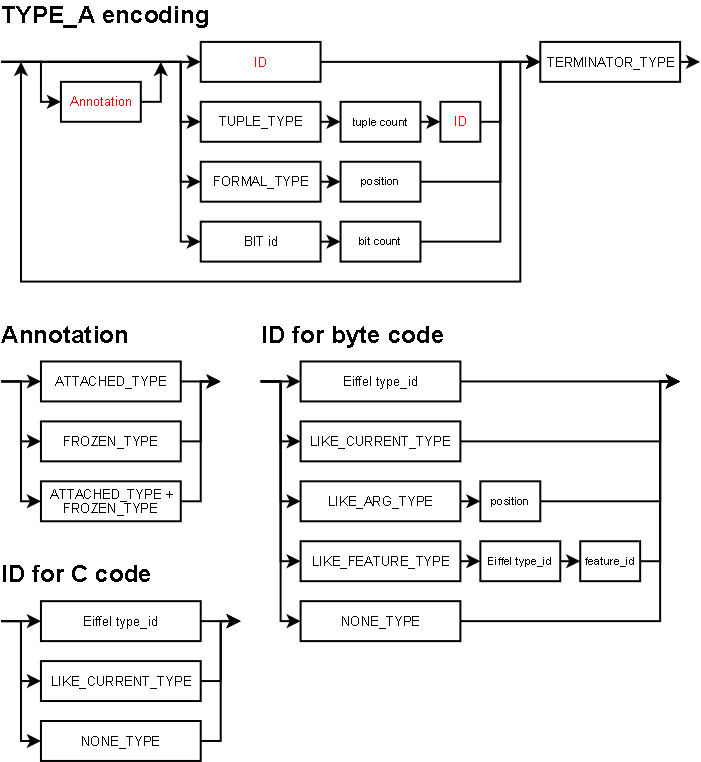 TYPE_A encoding
ID
TERMINATOR_TYPE
Annotation
TUPLE_TYPE
tuple count
ID
FORMAL_TYPE
position
BIT id
bit count
Annotation
ATTACHED_TYPE
FROZEN_TYPE
ATTACHED_TYPE +
FROZEN_TYPE
ID for byte code
Eiffel type_id
LIKE_CURRENT_TYPE
LIKE_ARG_TYPE
position
LIKE_FEATURE_TYPE
Eiffel type_id
feature_id
NONE_TYPE
ID for C code
Eiffel type_id
LIKE_CURRENT_TYPE
NONE_TYPE